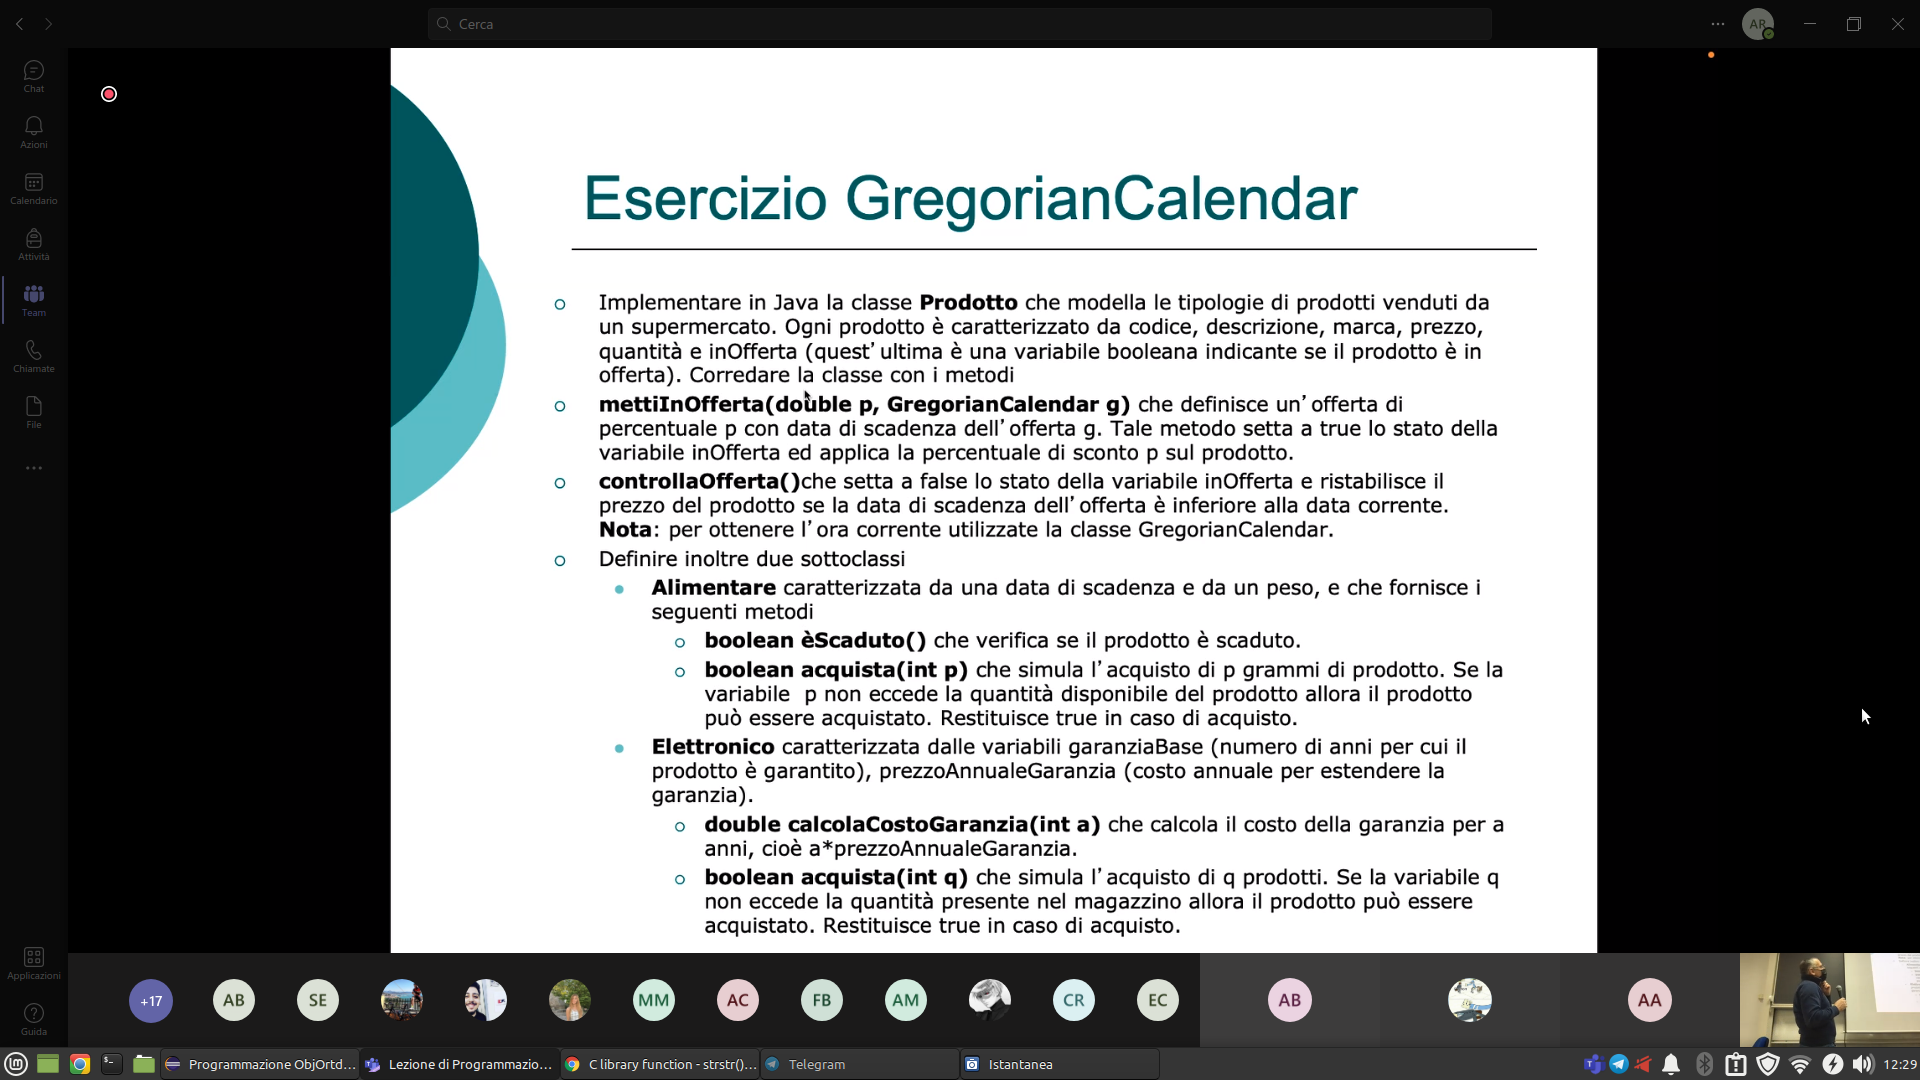 Cerca
AR
Chat
Azioni
Calendario
Attività
Team
Chiamate
File
Applicazioni
Guida
Esercizio GregorianCalendar
Implementare in Java la classe Prodotto che modella le tipologie di prodotti venduti da
un supermercato. Ogni prodotto è caratterizzato da codice, descrizione, marca, prezzo,
quantità e inOfferta (quest'ultima è una variabile booleana indicante se il prodotto è in
offerta). Corredare la classe con i metodi
mettiInOfferta(double p, GregorianCalendar g) che definisce un'offerta di
percentuale p con data di scadenza dell'offerta g. Tale metodo setta a true lo stato della
variabile inOfferta ed applica la percentuale di sconto p sul prodotto.
controllaOfferta()che setta a false lo stato della variabile inOfferta e ristabilisce il
prezzo del prodotto se la data di scadenza dell'offerta è inferiore alla data corrente.
Nota: per ottenere l'ora corrente utilizzate la classe GregorianCalendar.
Definire inoltre due sottoclassi
Alimentare caratterizzata da una data di scadenza e da un peso, e che fornisce i
seguenti metodi
boolean èScaduto() che verifica se il prodotto è scaduto.
boolean acquista(int p) che simula l'acquisto di p grammi di prodotto. Se la
variabile p non eccede la quantità disponibile del prodotto allora il prodotto
può essere acquistato. Restituisce true in caso di acquisto.
Elettronico caratterizzata dalle variabili garanziaBase (numero di anni per cui il
prodotto è garantito), prezzoAnnualeGaranzia (costo annuale per estendere la
garanzia).
double calcolaCostoGaranzia(int a) che calcola il costo della garanzia per a
anni, cioè a*prezzoAnnualeGaranzia.
boolean acquista(int q) che simula l'acquisto di q prodotti. Se la variabile q
non eccede la quantità presente nel magazzino allora il prodotto può essere
acquistato. Restituisce true in caso di acquisto.
+17 AB SE MM AC FB AM CR EC AB AA
Programmazione ObjOrtd... Lezione di Programmazio... C library function - strstr()... Telegram Istantanea 12:29